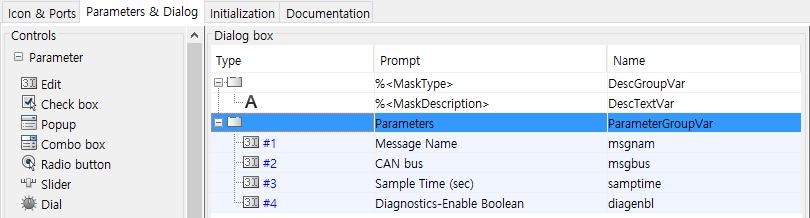 Icon & Ports Parameters & Dialog Initialization Documentation
Controls
Parameter
Edit
Check box
Popup
Combo box
Radio button
Slider
Dial
Dialog box
Type Prompt Name
%<MaskType> DescGroupVar
A %<MaskDescription> DescTextVar
Parameters ParameterGroupVar
#1 Message Name msgnam
#2 CAN bus msgbus
#3 Sample Time (sec) samptime
#4 Diagnostics-Enable Boolean diagenbl